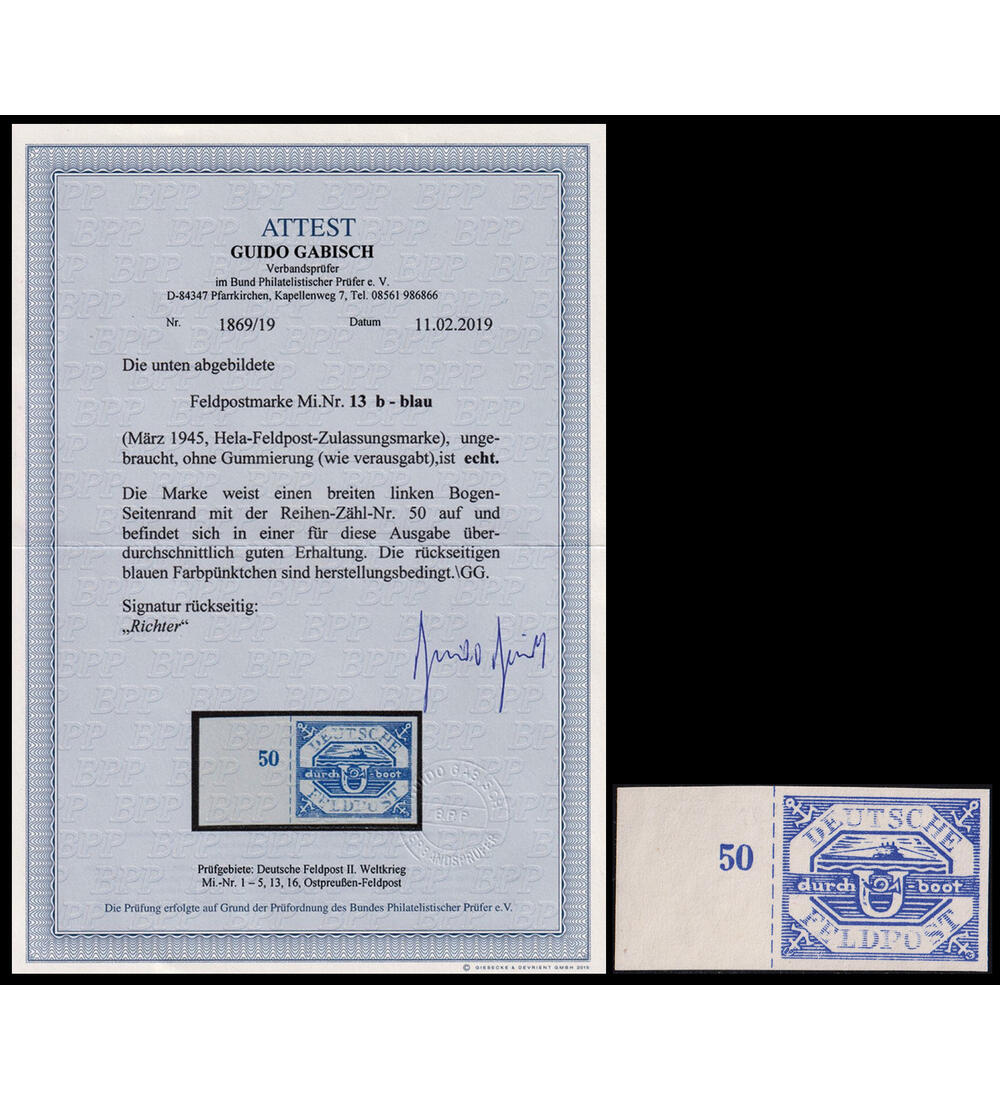 ATTEST
GUIDO GABISCH
Verbandsprüfer
im Bund Philatelistischer Prüfer e. V.
D-84347 Pfarrkirchen, Kapellenweg 7, Tel. 08561 986866
Nr. 1869/19 Datum 11.02.2019
Die unten abgebildete
Feldpostmarke Mi.Nr. 13 b - blau
(März 1945, Hela-Feldpost-Zulassungsmarke), unge-
braucht, ohne Gummierung (wie verausgabt),ist echt.
Die Marke weist einen breiten linken Bogen-
Seitenrand mit der Reihen-Zähl-Nr. 50 auf und
befindet sich in einer für diese Ausgabe über-
durchschnittlich guten Erhaltung. Die rückseitigen
blauen Farbpünktchen sind herstellungsbedingt.\GG.
Signatur rückseitig:
„Richter“
50
DEUTSCHE
durch U-boot
FELDPOST
GUIDO GABISCH
BPP
VERBANDSPRÜFER
Prüfgebiete: Deutsche Feldpost II. Weltkrieg
Mi.-Nr. 1 – 5, 13, 16, Ostpreußen-Feldpost
Die Prüfung erfolgte auf Grund der Prüfordnung des Bundes Philatelistischer Prüfer e.V.
© GIESECKE & DEVRIENT GMBH 2015
50
DEUTSCHE
durch U-boot
FELDPOST